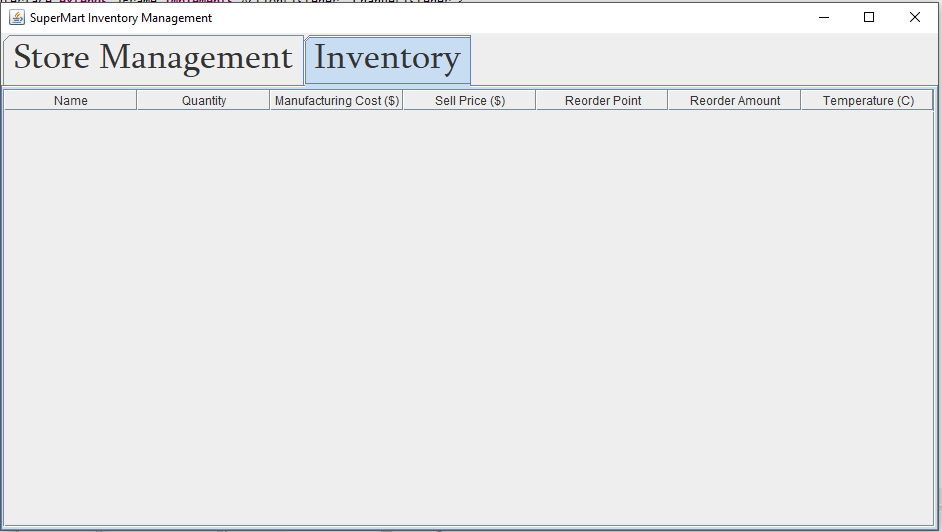 SuperMart Inventory Management
Store Management Inventory
Name Quantity Manufacturing Cost ($) Sell Price ($) Reorder Point Reorder Amount Temperature (C)